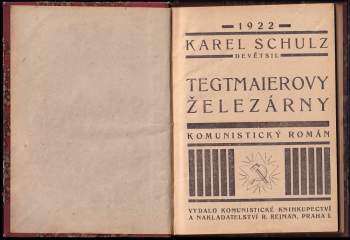 1922
KAREL SCHULZ
DEVĚTSIL
TEGTMAIEROVY
ŽELEZÁRNY
KOMUNISTICKÝ ROMÁN
VYDALO KOMUNISTICKÉ KNIHKUPECTVÍ
A NAKLADATELSTVÍ R. REJMAN, PRAHA I.